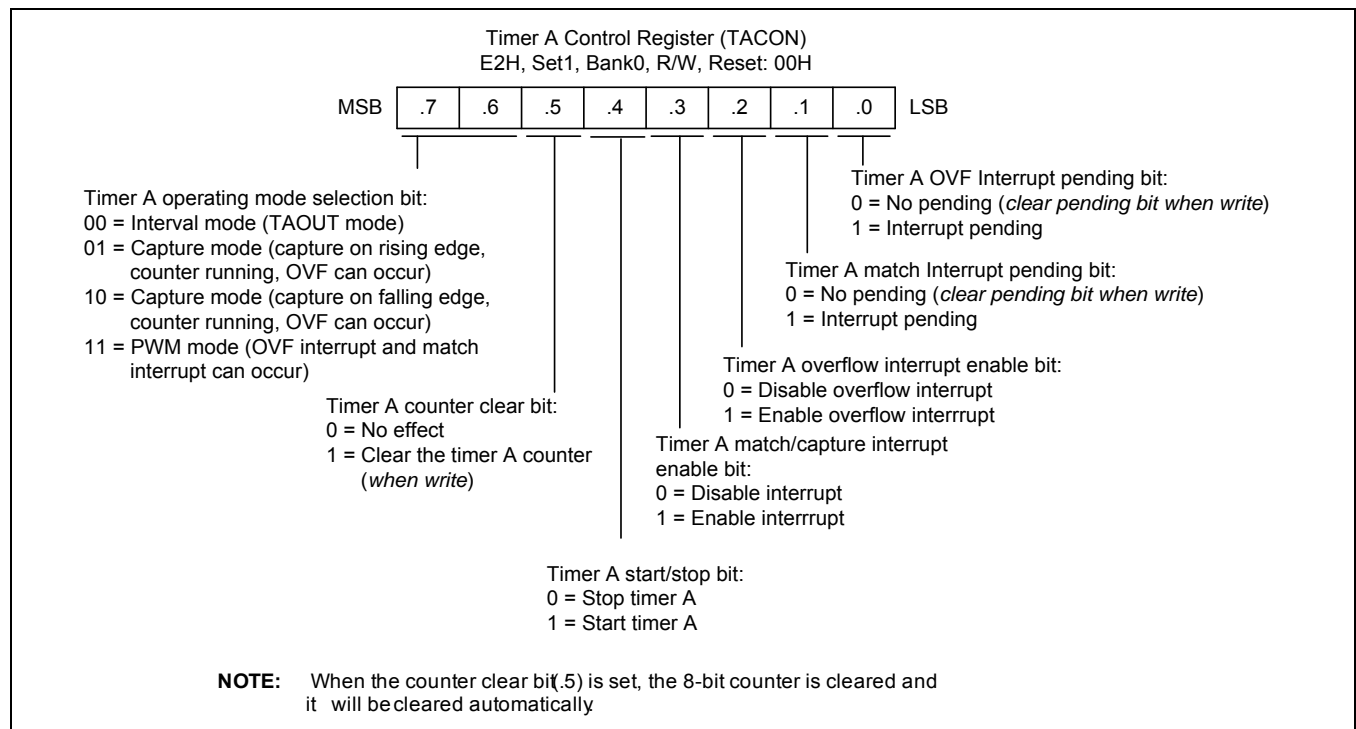 Timer A Control Register (TACON)
E2H, Set1, Bank0, R/W, Reset: 00H
MSB .7 .6 .5 .4 .3 .2 .1 .0 LSB
Timer A operating mode selection bit:
00 = Interval mode (TAOUT mode)
01 = Capture mode (capture on rising edge,
counter running, OVF can occur)
10 = Capture mode (capture on falling edge,
counter running, OVF can occur)
11 = PWM mode (OVF interrupt and match
interrupt can occur)
Timer A counter clear bit:
0 = No effect
1 = Clear the timer A counter
(when write)
Timer A start/stop bit:
0 = Stop timer A
1 = Start timer A
Timer A match/capture interrupt
enable bit:
0 = Disable interrupt
1 = Enable interrrupt
Timer A overflow interrupt enable bit:
0 = Disable overflow interrupt
1 = Enable overflow interrrupt
Timer A match Interrupt pending bit:
0 = No pending (clear pending bit when write)
1 = Interrupt pending
Timer A OVF Interrupt pending bit:
0 = No pending (clear pending bit when write)
1 = Interrupt pending
NOTE: When the counter clear bit(.5) is set, the 8-bit counter is cleared and
it will be cleared automatically.